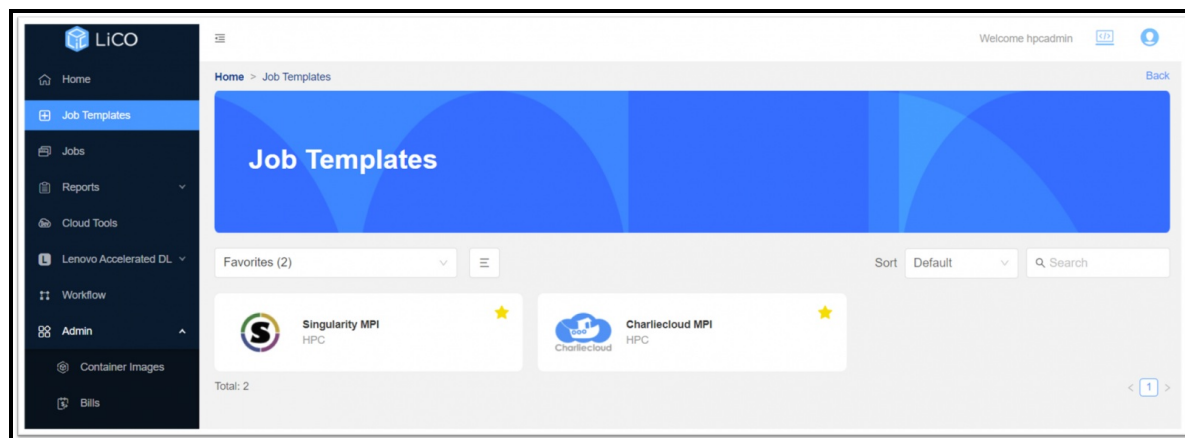 LiCO
Welcome hpcadmin
Home
Home > Job Templates
Back
Job Templates
Job Templates
Jobs
Reports
Cloud Tools
Lenovo Accelerated DL
Favorites (2)
Sort Default
Search
Workflow
Admin
Singularity MPI
HPC
Charliecloud
Charliecloud MPI
HPC
Container Images
Total: 2
< 1 >
Bills